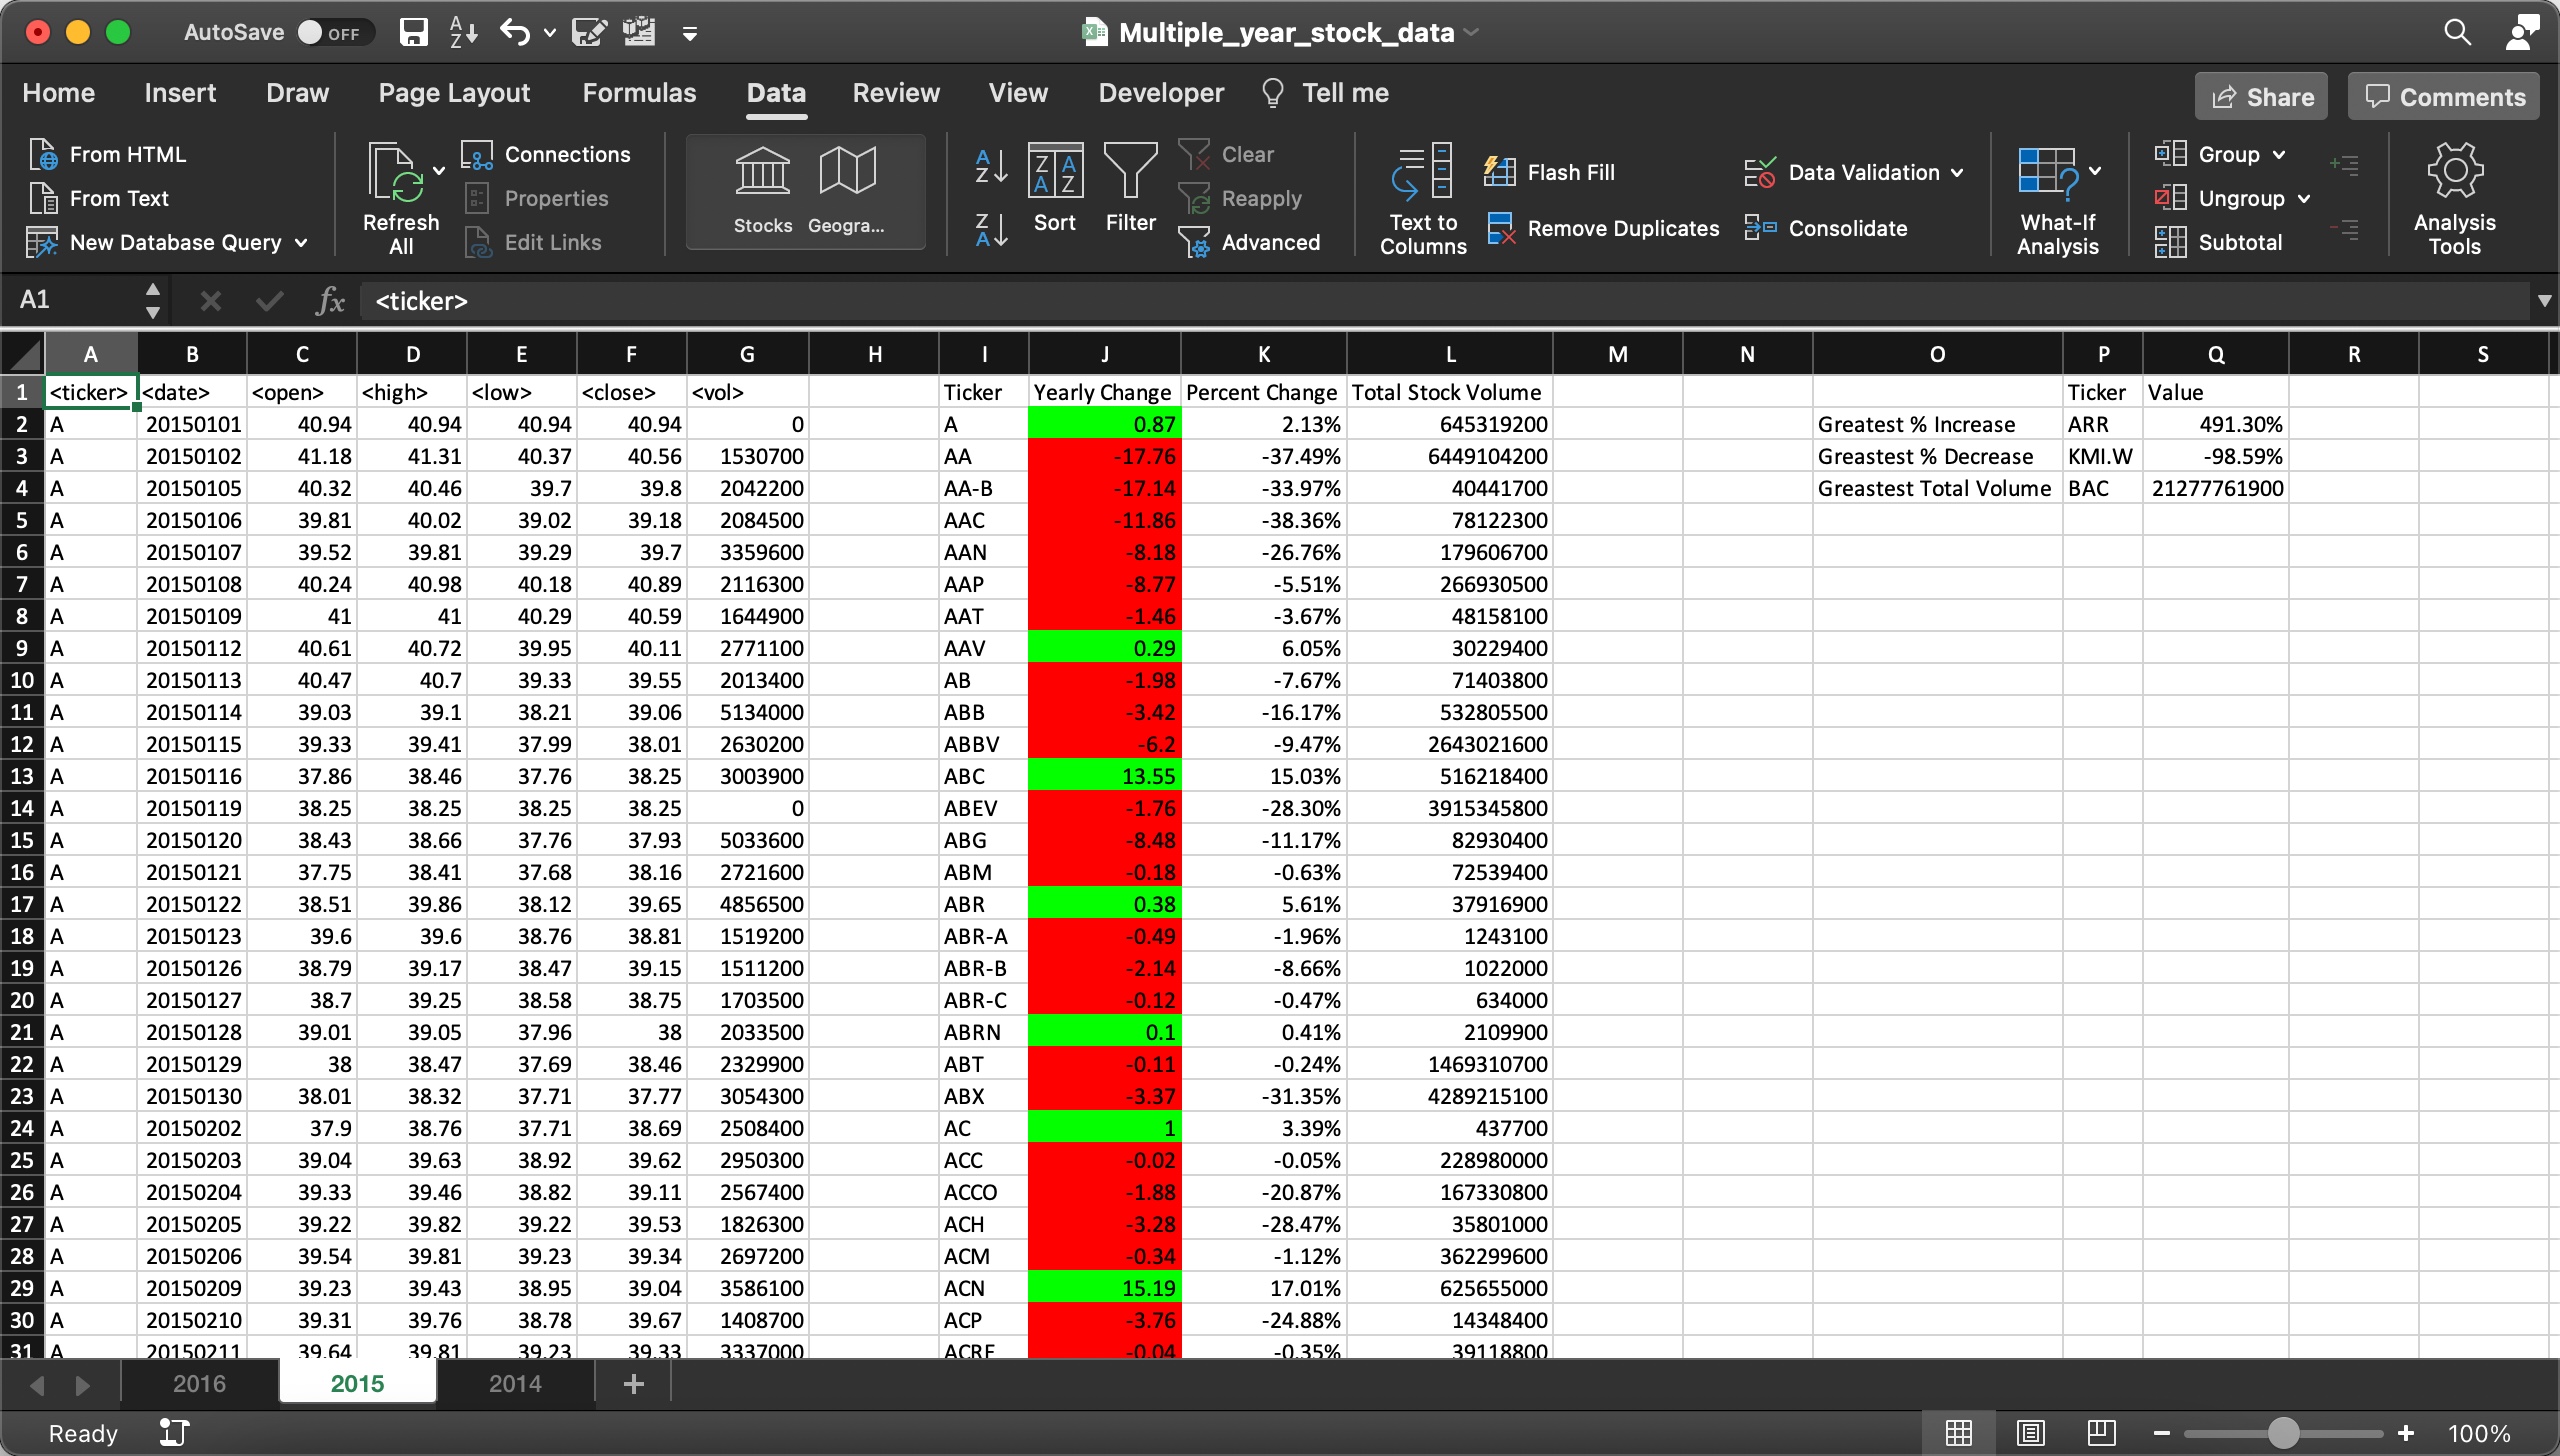 AutoSave OFF Multiple_year_stock_data
Home Insert Draw Page Layout Formulas Data Review View Developer Tell me Share Comments
From HTML
From Text
New Database Query
Refresh All
Connections
Properties
Edit Links
Stocks Geogra...
Sort
Filter
Clear
Reapply
Advanced
Text to Columns
Flash Fill
Remove Duplicates
Data Validation
Consolidate
What-If Analysis
Group
Ungroup
Subtotal
Analysis Tools
A1 fx <ticker>
A B C D E F G H I J K L M N O P Q R S
1 <ticker> <date> <open> <high> <low> <close> <vol> Ticker Yearly Change Percent Change Total Stock Volume Ticker Value
2 A 20150101 40.94 40.94 40.94 40.94 0 A 0.87 2.13% 645319200 Greatest % Increase ARR 491.30%
3 A 20150102 41.18 41.31 40.37 40.56 1530700 AA -17.76 -37.49% 6449104200 Greastest % Decrease KMI.W -98.59%
4 A 20150105 40.32 40.46 39.7 39.8 2042200 AA-B -17.14 -33.97% 40441700 Greastest Total Volume BAC 21277761900
5 A 20150106 39.81 40.02 39.02 39.18 2084500 AAC -11.86 -38.36% 78122300
6 A 20150107 39.52 39.81 39.29 39.7 3359600 AAN -8.18 -26.76% 179606700
7 A 20150108 40.24 40.98 40.18 40.89 2116300 AAP -8.77 -5.51% 266930500
8 A 20150109 41 41 40.29 40.59 1644900 AAT -1.46 -3.67% 48158100
9 A 20150112 40.61 40.72 39.95 40.11 2771100 AAV 0.29 6.05% 30229400
10 A 20150113 40.47 40.7 39.33 39.55 2013400 AB -1.98 -7.67% 71403800
11 A 20150114 39.03 39.1 38.21 39.06 5134000 ABB -3.42 -16.17% 532805500
12 A 20150115 39.33 39.41 37.99 38.01 2630200 ABBV -6.2 -9.47% 2643021600
13 A 20150116 37.86 38.46 37.76 38.25 3003900 ABC 13.55 15.03% 516218400
14 A 20150119 38.25 38.25 38.25 38.25 0 ABEV -1.76 -28.30% 3915345800
15 A 20150120 38.43 38.66 37.76 37.93 5033600 ABG -8.48 -11.17% 82930400
16 A 20150121 37.75 38.41 37.68 38.16 2721600 ABM -0.18 -0.63% 72539400
17 A 20150122 38.51 39.86 38.12 39.65 4856500 ABR 0.38 5.61% 37916900
18 A 20150123 39.6 39.6 38.76 38.81 1519200 ABR-A -0.49 -1.96% 1243100
19 A 20150126 38.79 39.17 38.47 39.15 1511200 ABR-B -2.14 -8.66% 1022000
20 A 20150127 38.7 39.25 38.58 38.75 1703500 ABR-C -0.12 -0.47% 634000
21 A 20150128 39.01 39.05 37.96 38 2033500 ABRN 0.1 0.41% 2109900
22 A 20150129 38 38.47 37.69 38.46 2329900 ABT -0.11 -0.24% 1469310700
23 A 20150130 38.01 38.32 37.71 37.77 3054300 ABX -3.37 -31.35% 4289215100
24 A 20150202 37.9 38.76 37.71 38.69 2508400 AC 1 3.39% 437700
25 A 20150203 39.04 39.63 38.92 39.62 2950300 ACC -0.02 -0.05% 228980000
26 A 20150204 39.33 39.46 38.82 39.11 2567400 ACCO -1.88 -20.87% 167330800
27 A 20150205 39.22 39.82 39.22 39.53 1826300 ACH -3.28 -28.47% 35801000
28 A 20150206 39.54 39.81 39.23 39.34 2697200 ACM -0.34 -1.12% 362299600
29 A 20150209 39.23 39.43 38.95 39.04 3586100 ACN 15.19 17.01% 625655000
30 A 20150210 39.31 39.76 38.78 39.67 1408700 ACP -3.76 -24.88% 14348400
31 A 20150211 39.64 39.81 39.23 39.33 3337000 ACRE -0.04 -0.35% 39118800
2016 2015 2014
Ready 100%